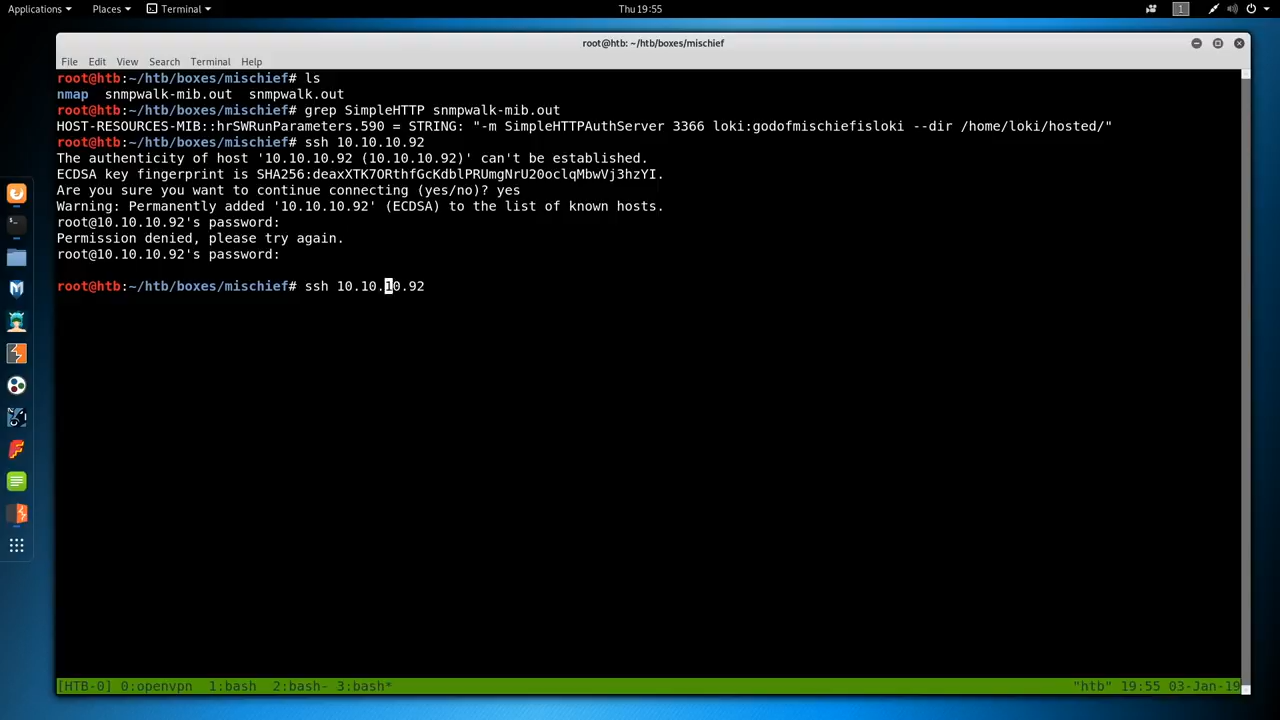 Applications Places Terminal Thu 19:55 1
root@htb: ~/htb/boxes/mischief
File Edit View Search Terminal Help
root@htb:~/htb/boxes/mischief# ls
nmap snmpwalk-mib.out snmpwalk.out
root@htb:~/htb/boxes/mischief# grep SimpleHTTP snmpwalk-mib.out
HOST-RESOURCES-MIB::hrSWRunParameters.590 = STRING: "-m SimpleHTTPAuthServer 3366 loki:godofmischiefisloki --dir /home/loki/hosted/"
root@htb:~/htb/boxes/mischief# ssh 10.10.10.92
The authenticity of host '10.10.10.92 (10.10.10.92)' can't be established.
ECDSA key fingerprint is SHA256:deaxXTK7ORthfGcKdblPRUmgNrU20oclqMbwVj3hzYI.
Are you sure you want to continue connecting (yes/no)? yes
Warning: Permanently added '10.10.10.92' (ECDSA) to the list of known hosts.
root@10.10.10.92's password:
Permission denied, please try again.
root@10.10.10.92's password:
root@htb:~/htb/boxes/mischief# ssh 10.10.10.92
[HTB-0] 0:openvpn 1:bash 2:bash- 3:bash* "htb" 19:55 03-Jan-19